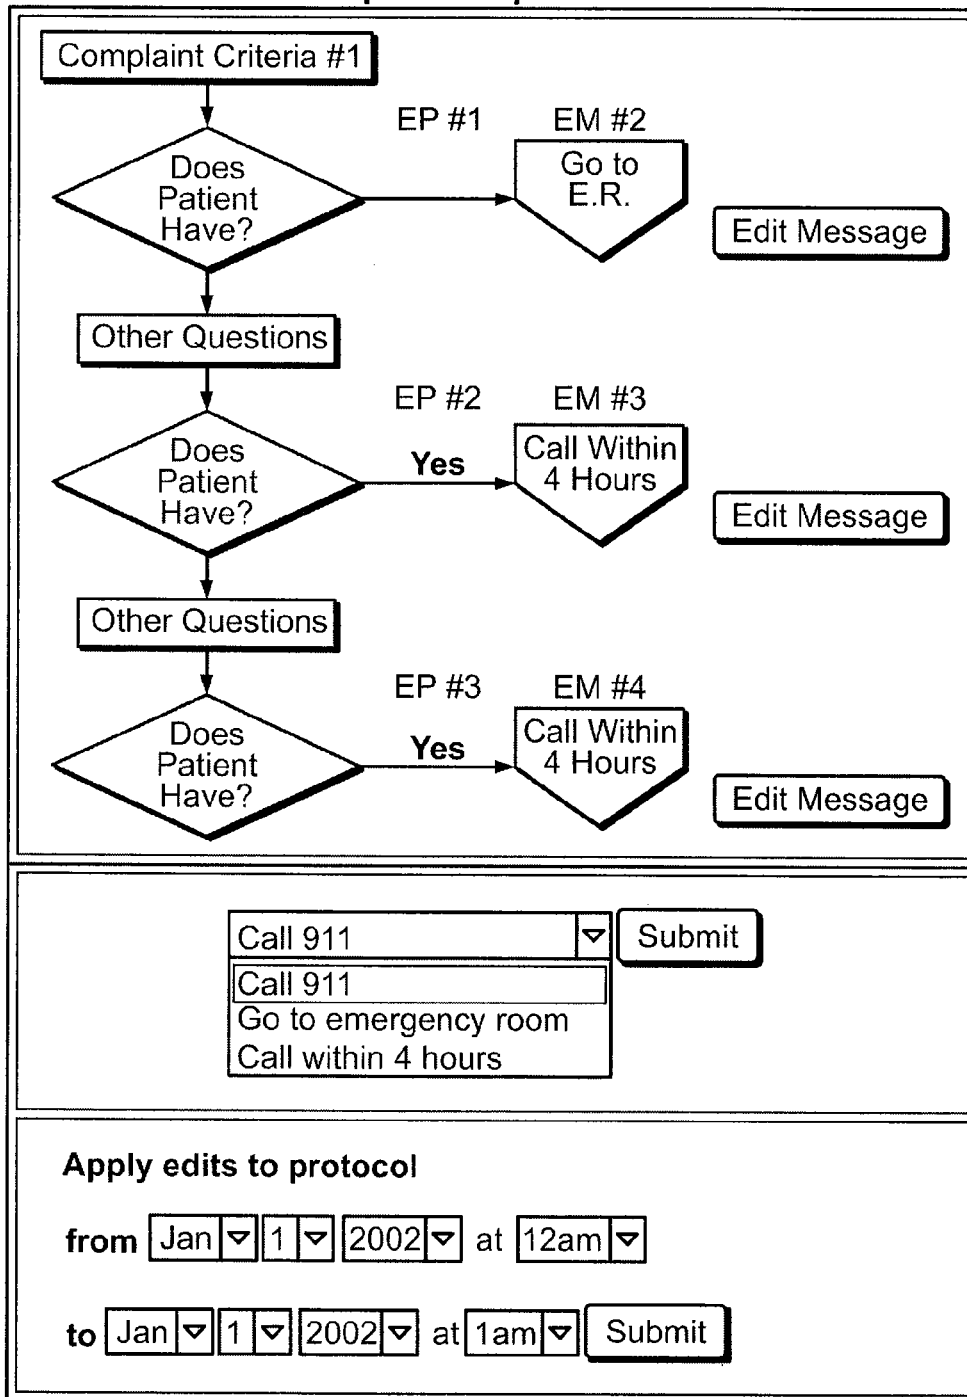 Complaint Criteria #1
EP #1 EM #2
Does
Patient
Have?
Go to
E.R.
Edit Message
Other Questions
EP #2 EM #3
Does
Patient
Have?
Yes
Call Within
4 Hours
Edit Message
Other Questions
EP #3 EM #4
Does
Patient
Have?
Yes
Call Within
4 Hours
Edit Message
Call 911 Submit
Call 911
Go to emergency room
Call within 4 hours
Apply edits to protocol
from Jan 1 2002 at 12am
to Jan 1 2002 at 1am Submit